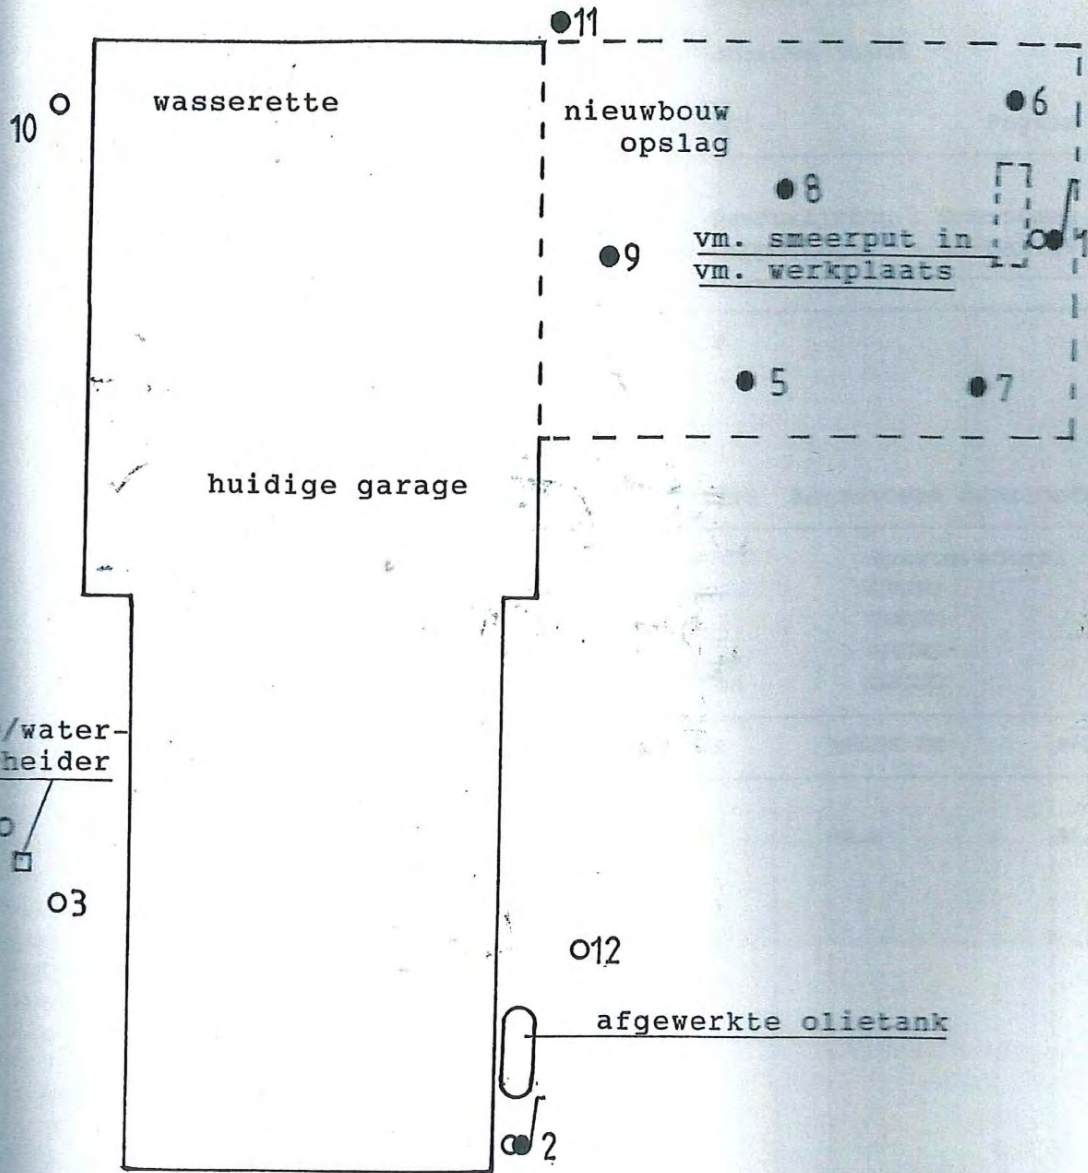 11
10
wasserette
nieuwbouw
opslag
6
8
vm. smeerput in
vm. werkplaats
1
9
5
7
huidige garage
/water-
heider
3
12
afgewerkte olietank
2